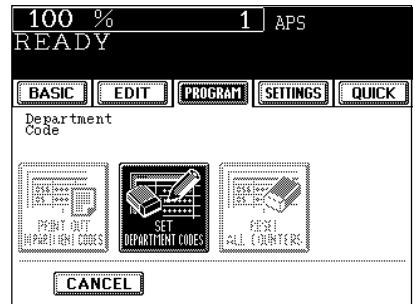 100 % 1 APS
READY
BASIC EDIT PROGRAM SETTINGS QUICK
Department
Code
PRINT OUT
DEPARTMENT CODES
SET
DEPARTMENT CODES
RESET
ALL COUNTERS
CANCEL